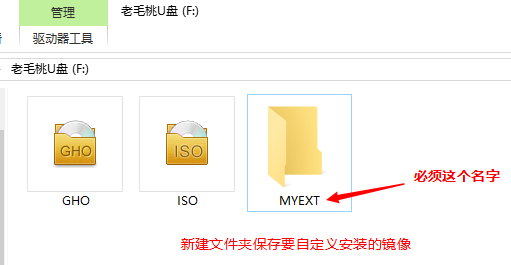 管理
老毛桃U盘 (F:)
驱动器工具
老毛桃U盘 (F:)
GHO
ISO
必须这个名字
GHO
ISO
MYEXT
新建文件夹保存要自定义安装的镜像